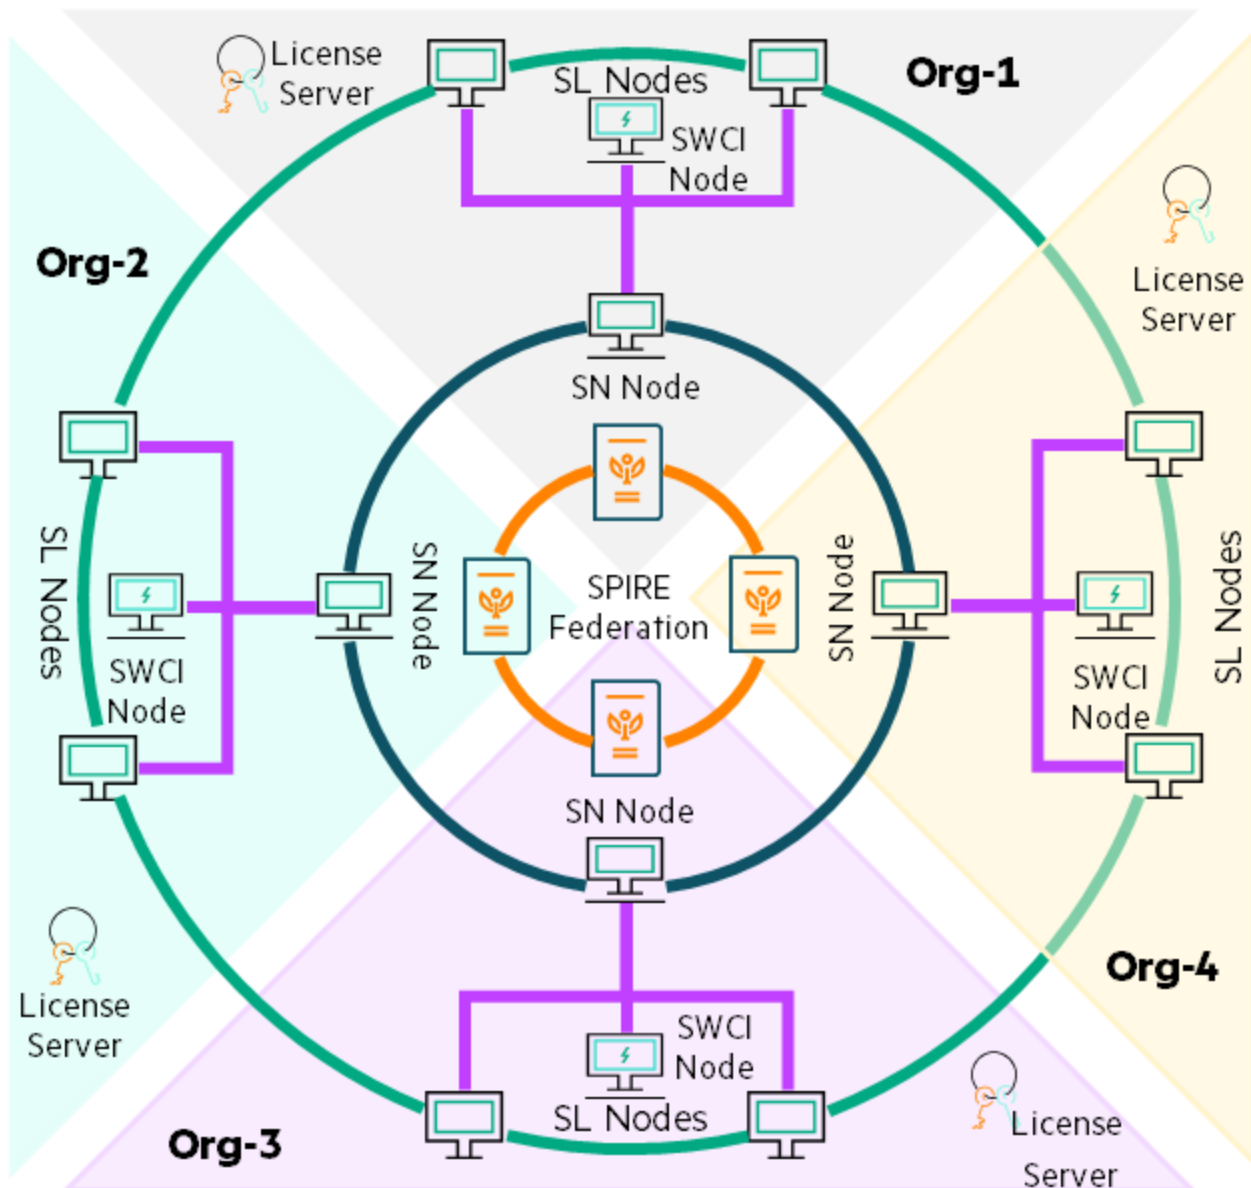 License
Server
SL Nodes
Org-1
SWCI
Node
Org-2
License
Server
SN Node
SL Nodes
SWCI
Node
SN Node
SPIRE
Federation
SN Node
SWCI
Node
SL Nodes
SN Node
License
Server
Org-4
SWCI
Node
SL Nodes
Org-3
License
Server